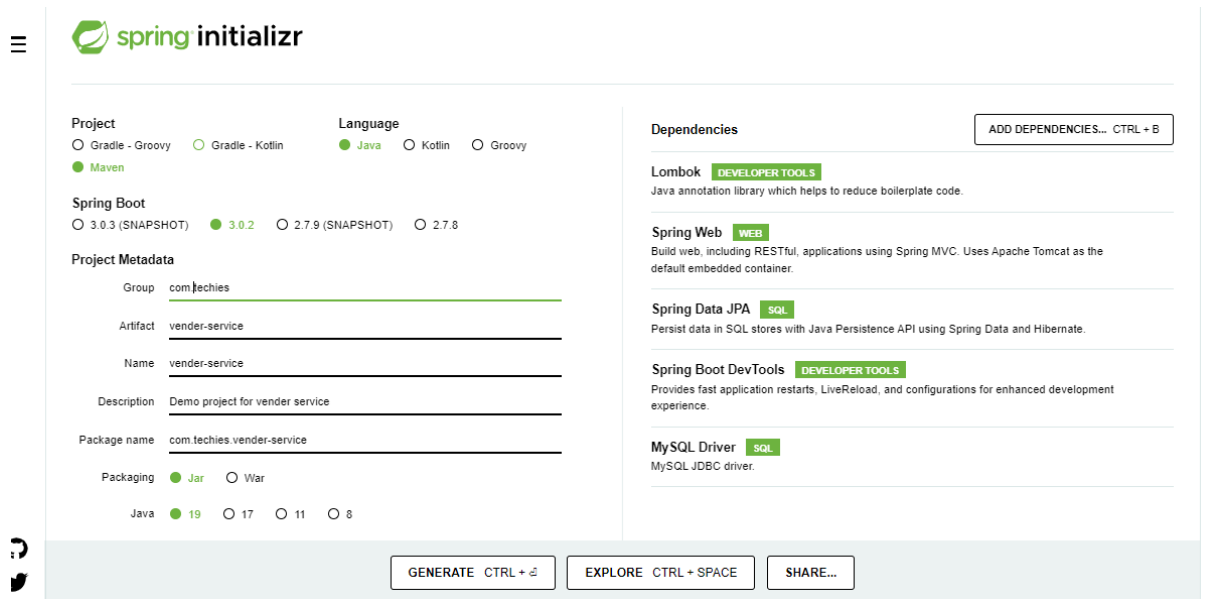 spring initializr
Project
Gradle - Groovy Gradle - Kotlin
Maven
Language
Java Kotlin Groovy
Spring Boot
3.0.3 (SNAPSHOT) 3.0.2 2.7.9 (SNAPSHOT) 2.7.8
Project Metadata
Group com.techies
Artifact vender-service
Name vender-service
Description Demo project for vender service
Package name com.techies.vender-service
Packaging Jar War
Java 19 17 11 8
Dependencies
ADD DEPENDENCIES... CTRL + B
Lombok DEVELOPER TOOLS
Java annotation library which helps to reduce boilerplate code.
Spring Web WEB
Build web, including RESTful, applications using Spring MVC. Uses Apache Tomcat as the
default embedded container.
Spring Data JPA SQL
Persist data in SQL stores with Java Persistence API using Spring Data and Hibernate.
Spring Boot DevTools DEVELOPER TOOLS
Provides fast application restarts, LiveReload, and configurations for enhanced development
experience.
MySQL Driver SQL
MySQL JDBC driver.
GENERATE CTRL + ⏎ EXPLORE CTRL + SPACE SHARE...